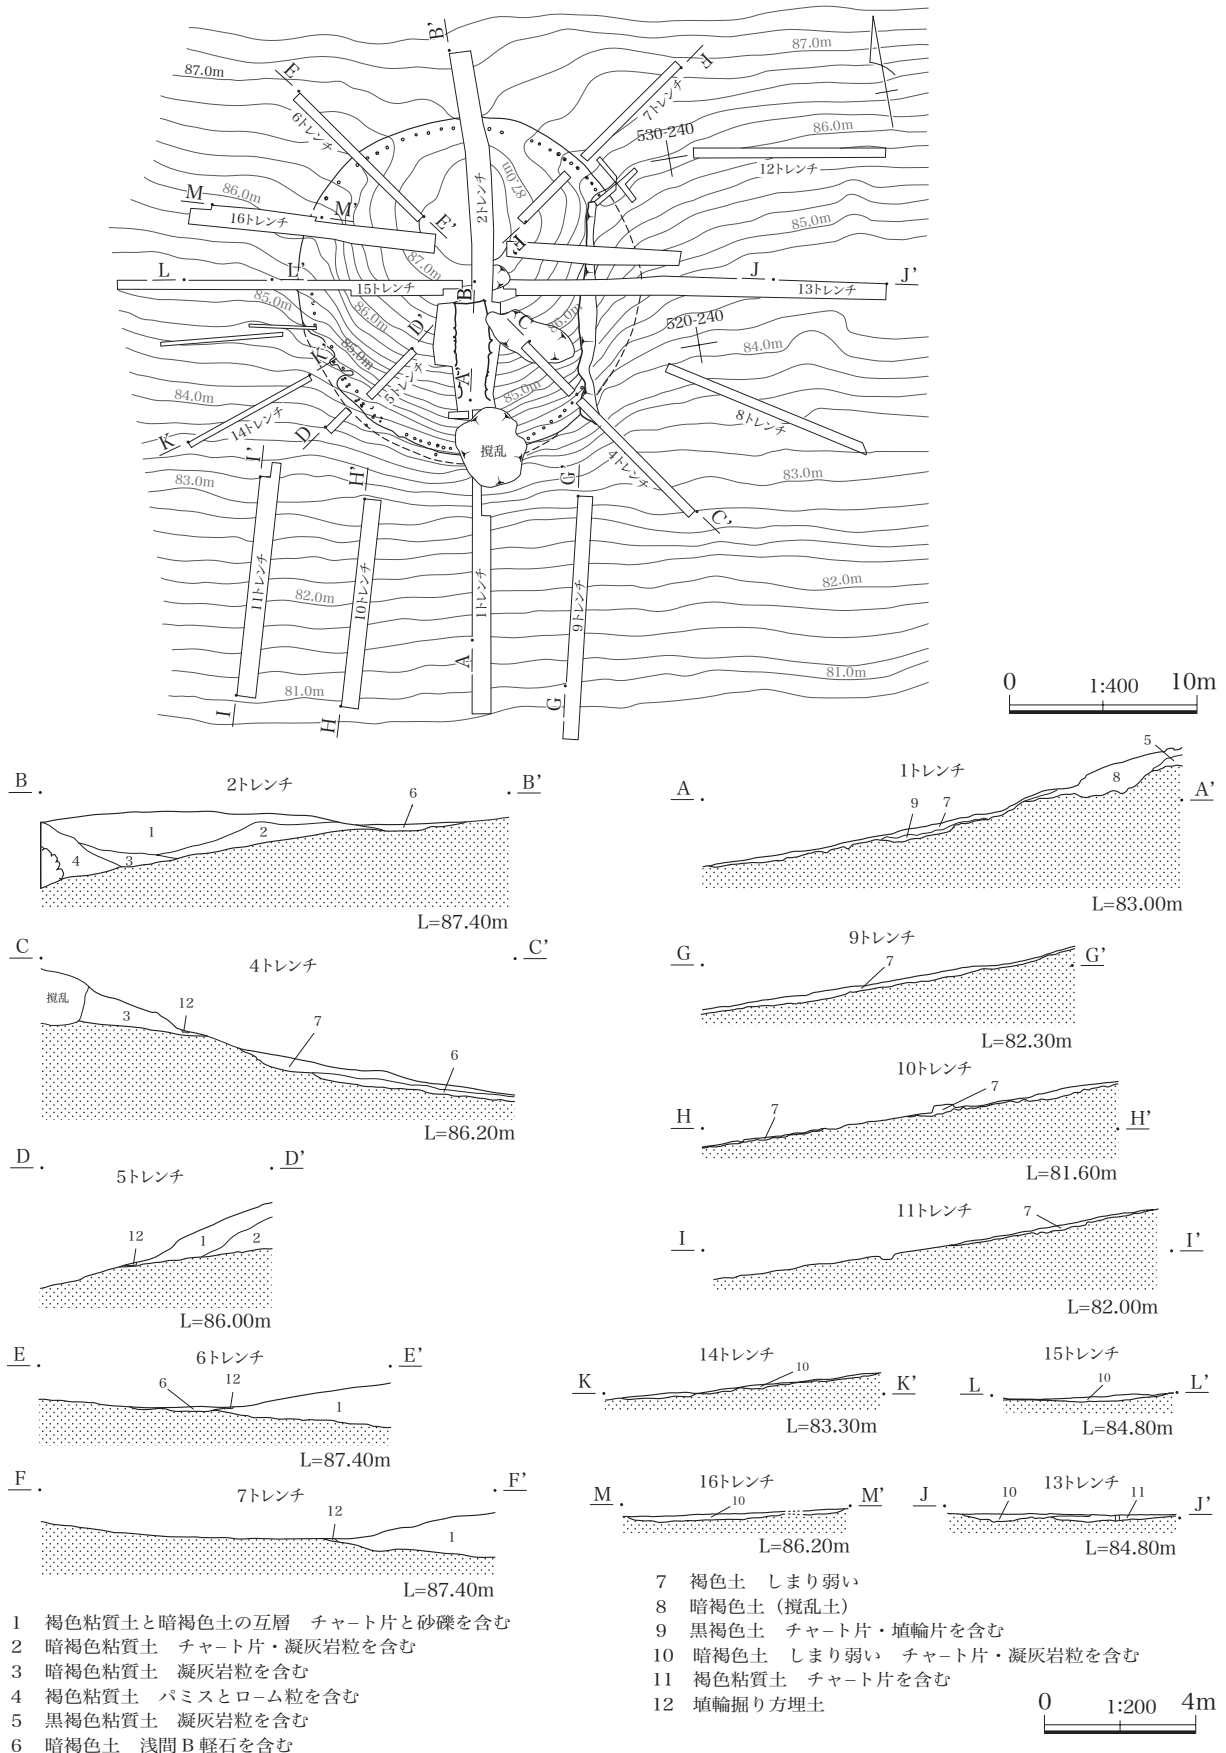 B'
87.0m
87.0m
E
F
6トレンチ
7トレンチ
530-240
86.0m
12トレンチ
87.0m
2トレンチ
M
86.0m
M'
16トレンチ
E'
F'
85.0m
87.0m
L
L'
J
J'
15トレンチ
B
13トレンチ
85.0m
86.0m
D'
C
86.0m
520-240
84.0m
K'
85.0m
A'
5トレンチ
85.0m
84.0m
14トレンチ
8トレンチ
K
D
I'
撹乱
4トレンチ
83.0m
H'
G'
83.0m
C'
11トレンチ
82.0m
10トレンチ
1トレンチ
9トレンチ
82.0m
A
81.0m
81.0m
I
H
G
0 1:400 10m
B 2トレンチ B'
1 2 3 4 6
L=87.40m
A 1トレンチ A'
5 8 9 7
L=83.00m
C 4トレンチ C'
撹乱 3 12 7 6
L=86.20m
G 9トレンチ G'
7
L=82.30m
D 5トレンチ D'
12 1 2
L=86.00m
H 10トレンチ H'
7 7
L=81.60m
I 11トレンチ I'
7
L=82.00m
E 6トレンチ E'
6 12 1
L=87.40m
K 14トレンチ K'
10
L=83.30m
L 15トレンチ L'
10
L=84.80m
F 7トレンチ F'
12 1
L=87.40m
M 16トレンチ M'
10
L=86.20m
J 13トレンチ J'
10 11
L=84.80m
1 褐色粘質土と暗褐色土の互層 チャート片と砂礫を含む
2 暗褐色粘質土 チャート片・凝灰岩粒を含む
3 暗褐色粘質土 凝灰岩粒を含む
4 褐色粘質土 パミスとローム粒を含む
5 黒褐色粘質土 凝灰岩粒を含む
6 暗褐色土 浅間B軽石を含む
7 褐色土 しまり弱い
8 暗褐色土（撹乱土）
9 黒褐色土 チャート片・埴輪片を含む
10 暗褐色土 しまり弱い チャート片・凝灰岩粒を含む
11 褐色粘質土 チャート片を含む
12 埴輪掘り方埋土
0 1:200 4m